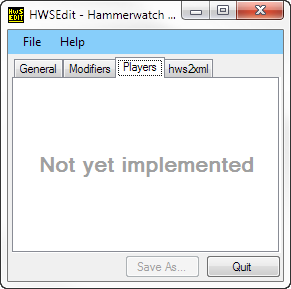 HWS
EDIT
HWSEdit - Hammerwatch ...
File Help
General Modifiers Players hws2xml
Not yet implemented
Save As... Quit